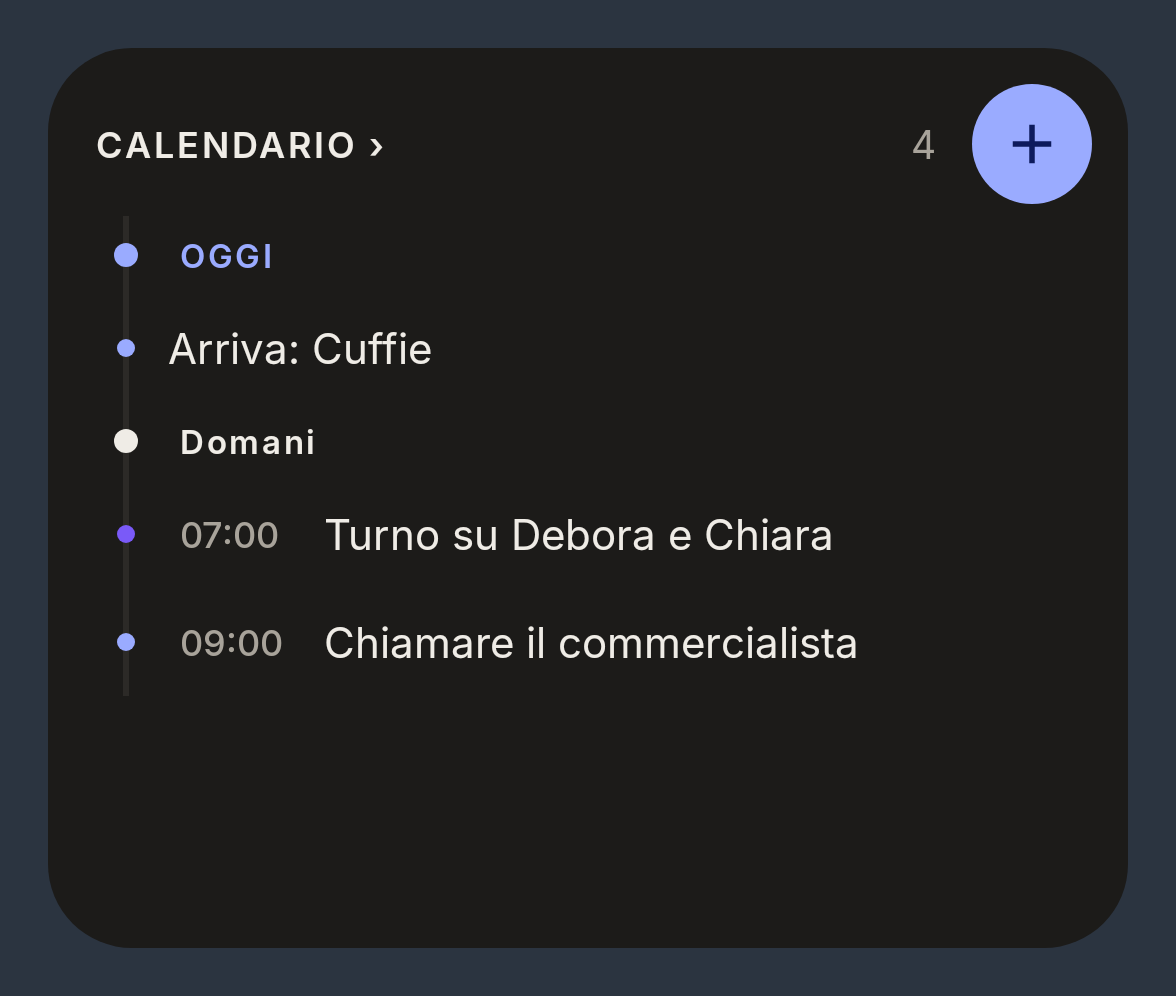 CALENDARIO ›
4
+
OGGI
Arriva: Cuffie
Domani
07:00 Turno su Debora e Chiara
09:00 Chiamare il commercialista